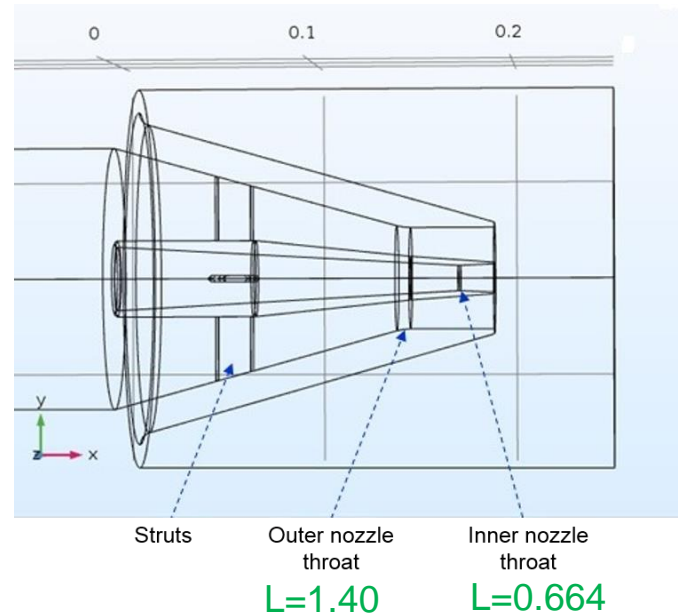 0 0.1 0.2
y
z x
Struts Outer nozzle Inner nozzle
throat throat
L=1.40 L=0.664